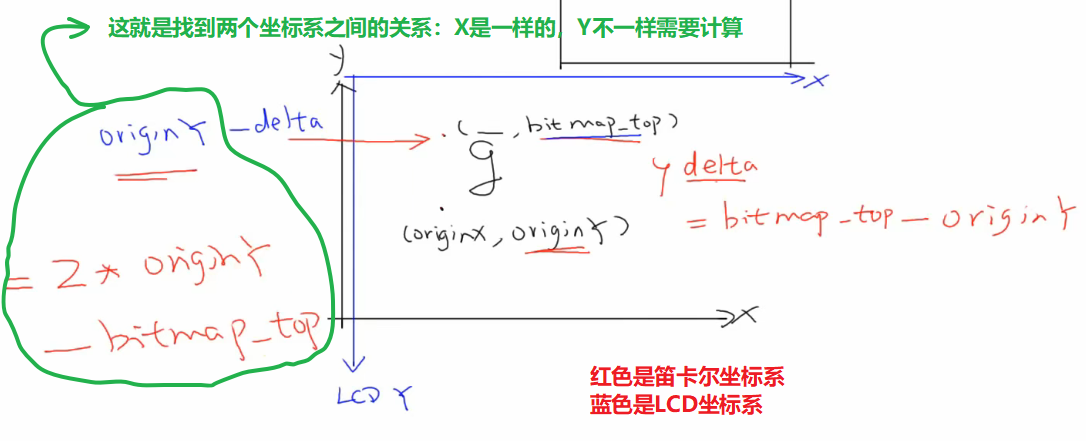 这就是找到两个坐标系之间的关系：X是一样的，Y不一样需要计算
y
X
originY - delta
(—, bitmap_top)
g
y delta
= bitmap_top - originY
(originX, originY)
= 2 * originY
- bitmap_top
X
LCD Y
红色是笛卡尔坐标系
蓝色是LCD坐标系